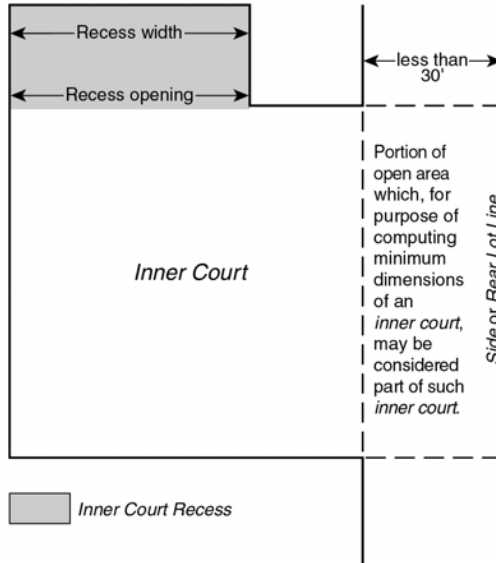 Recess width
less than
30'
Recess opening
Portion of
open area
which, for
purpose of
computing
minimum
dimensions
of an
inner court,
may be
considered
part of such
inner court.
Inner Court
Side or Rear Lot Line
Inner Court Recess